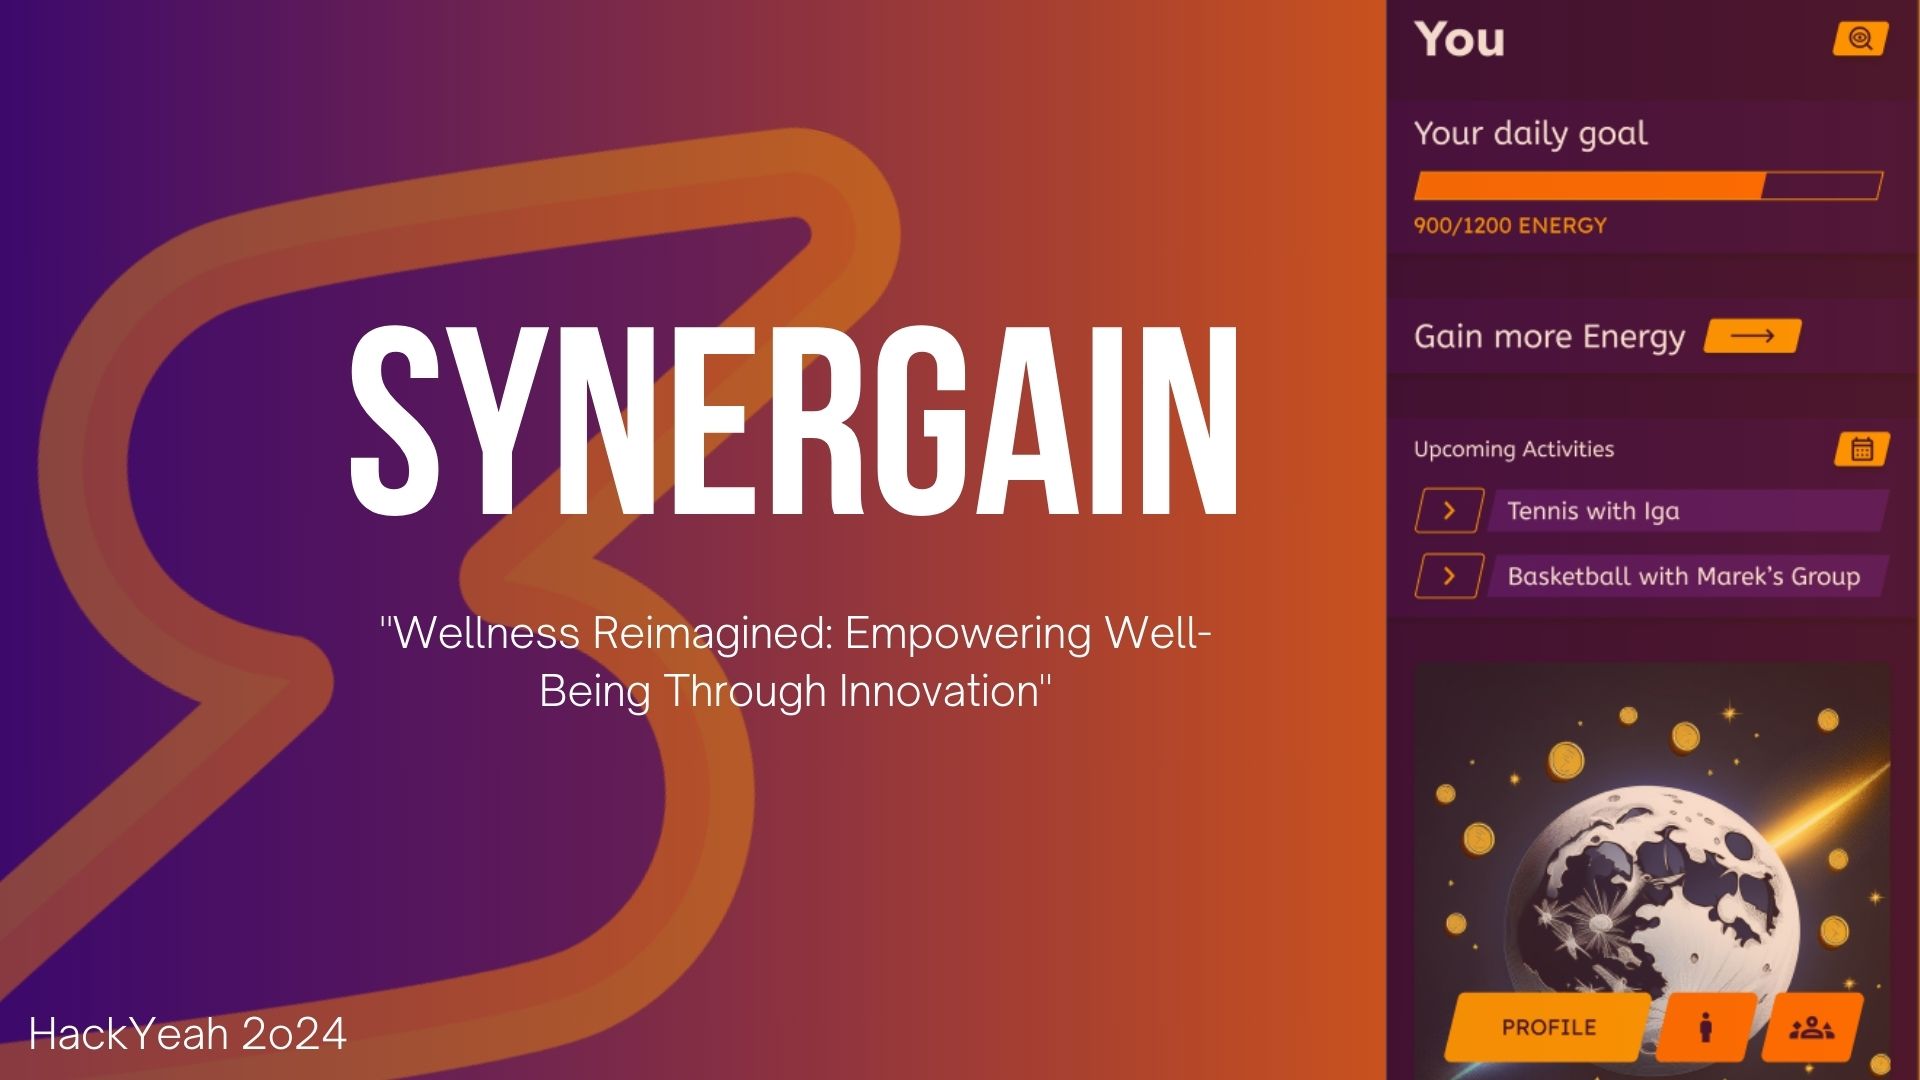 SYNERGAIN
"Wellness Reimagined: Empowering Well-
Being Through Innovation"
HackYeah 2o24
You
Your daily goal
900/1200 ENERGY
Gain more Energy
Upcoming Activities
Tennis with Iga
Basketball with Marek's Group
PROFILE